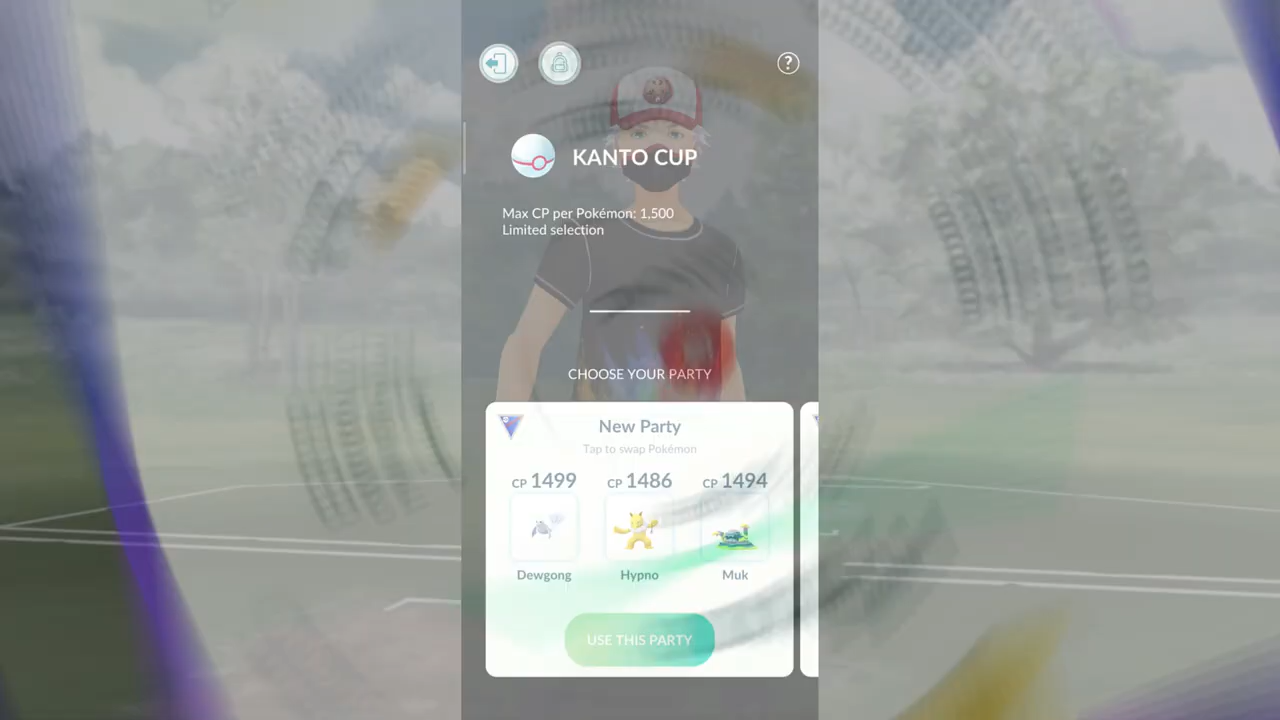 ?
KANTO CUP
Max CP per Pokémon: 1,500
Limited selection
CHOOSE YOUR PARTY
New Party
Tap to swap Pokémon
CP 1499 CP 1486 CP 1494
Dewgong Hypno Muk
USE THIS PARTY